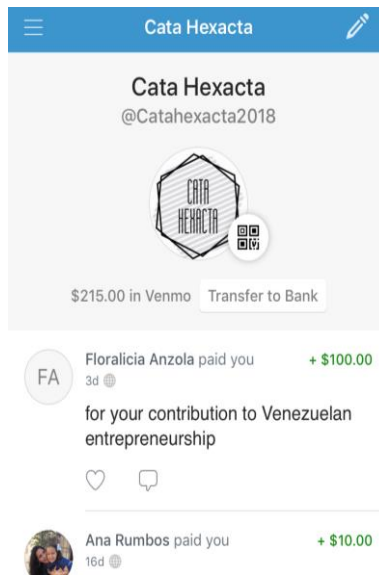 Cata Hexacta
Cata Hexacta
@Catahexacta2018
CATA
HEXACTA
$215.00 in Venmo Transfer to Bank
FA Floralicia Anzola paid you + $100.00
3d
for your contribution to Venezuelan
entrepreneurship
Ana Rumbos paid you + $10.00
16d